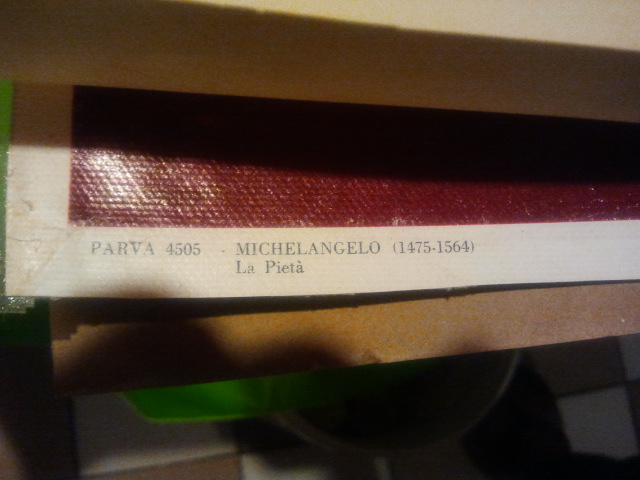 PARVA 4505 - MICHELANGELO (1475-1564)
La Pietà